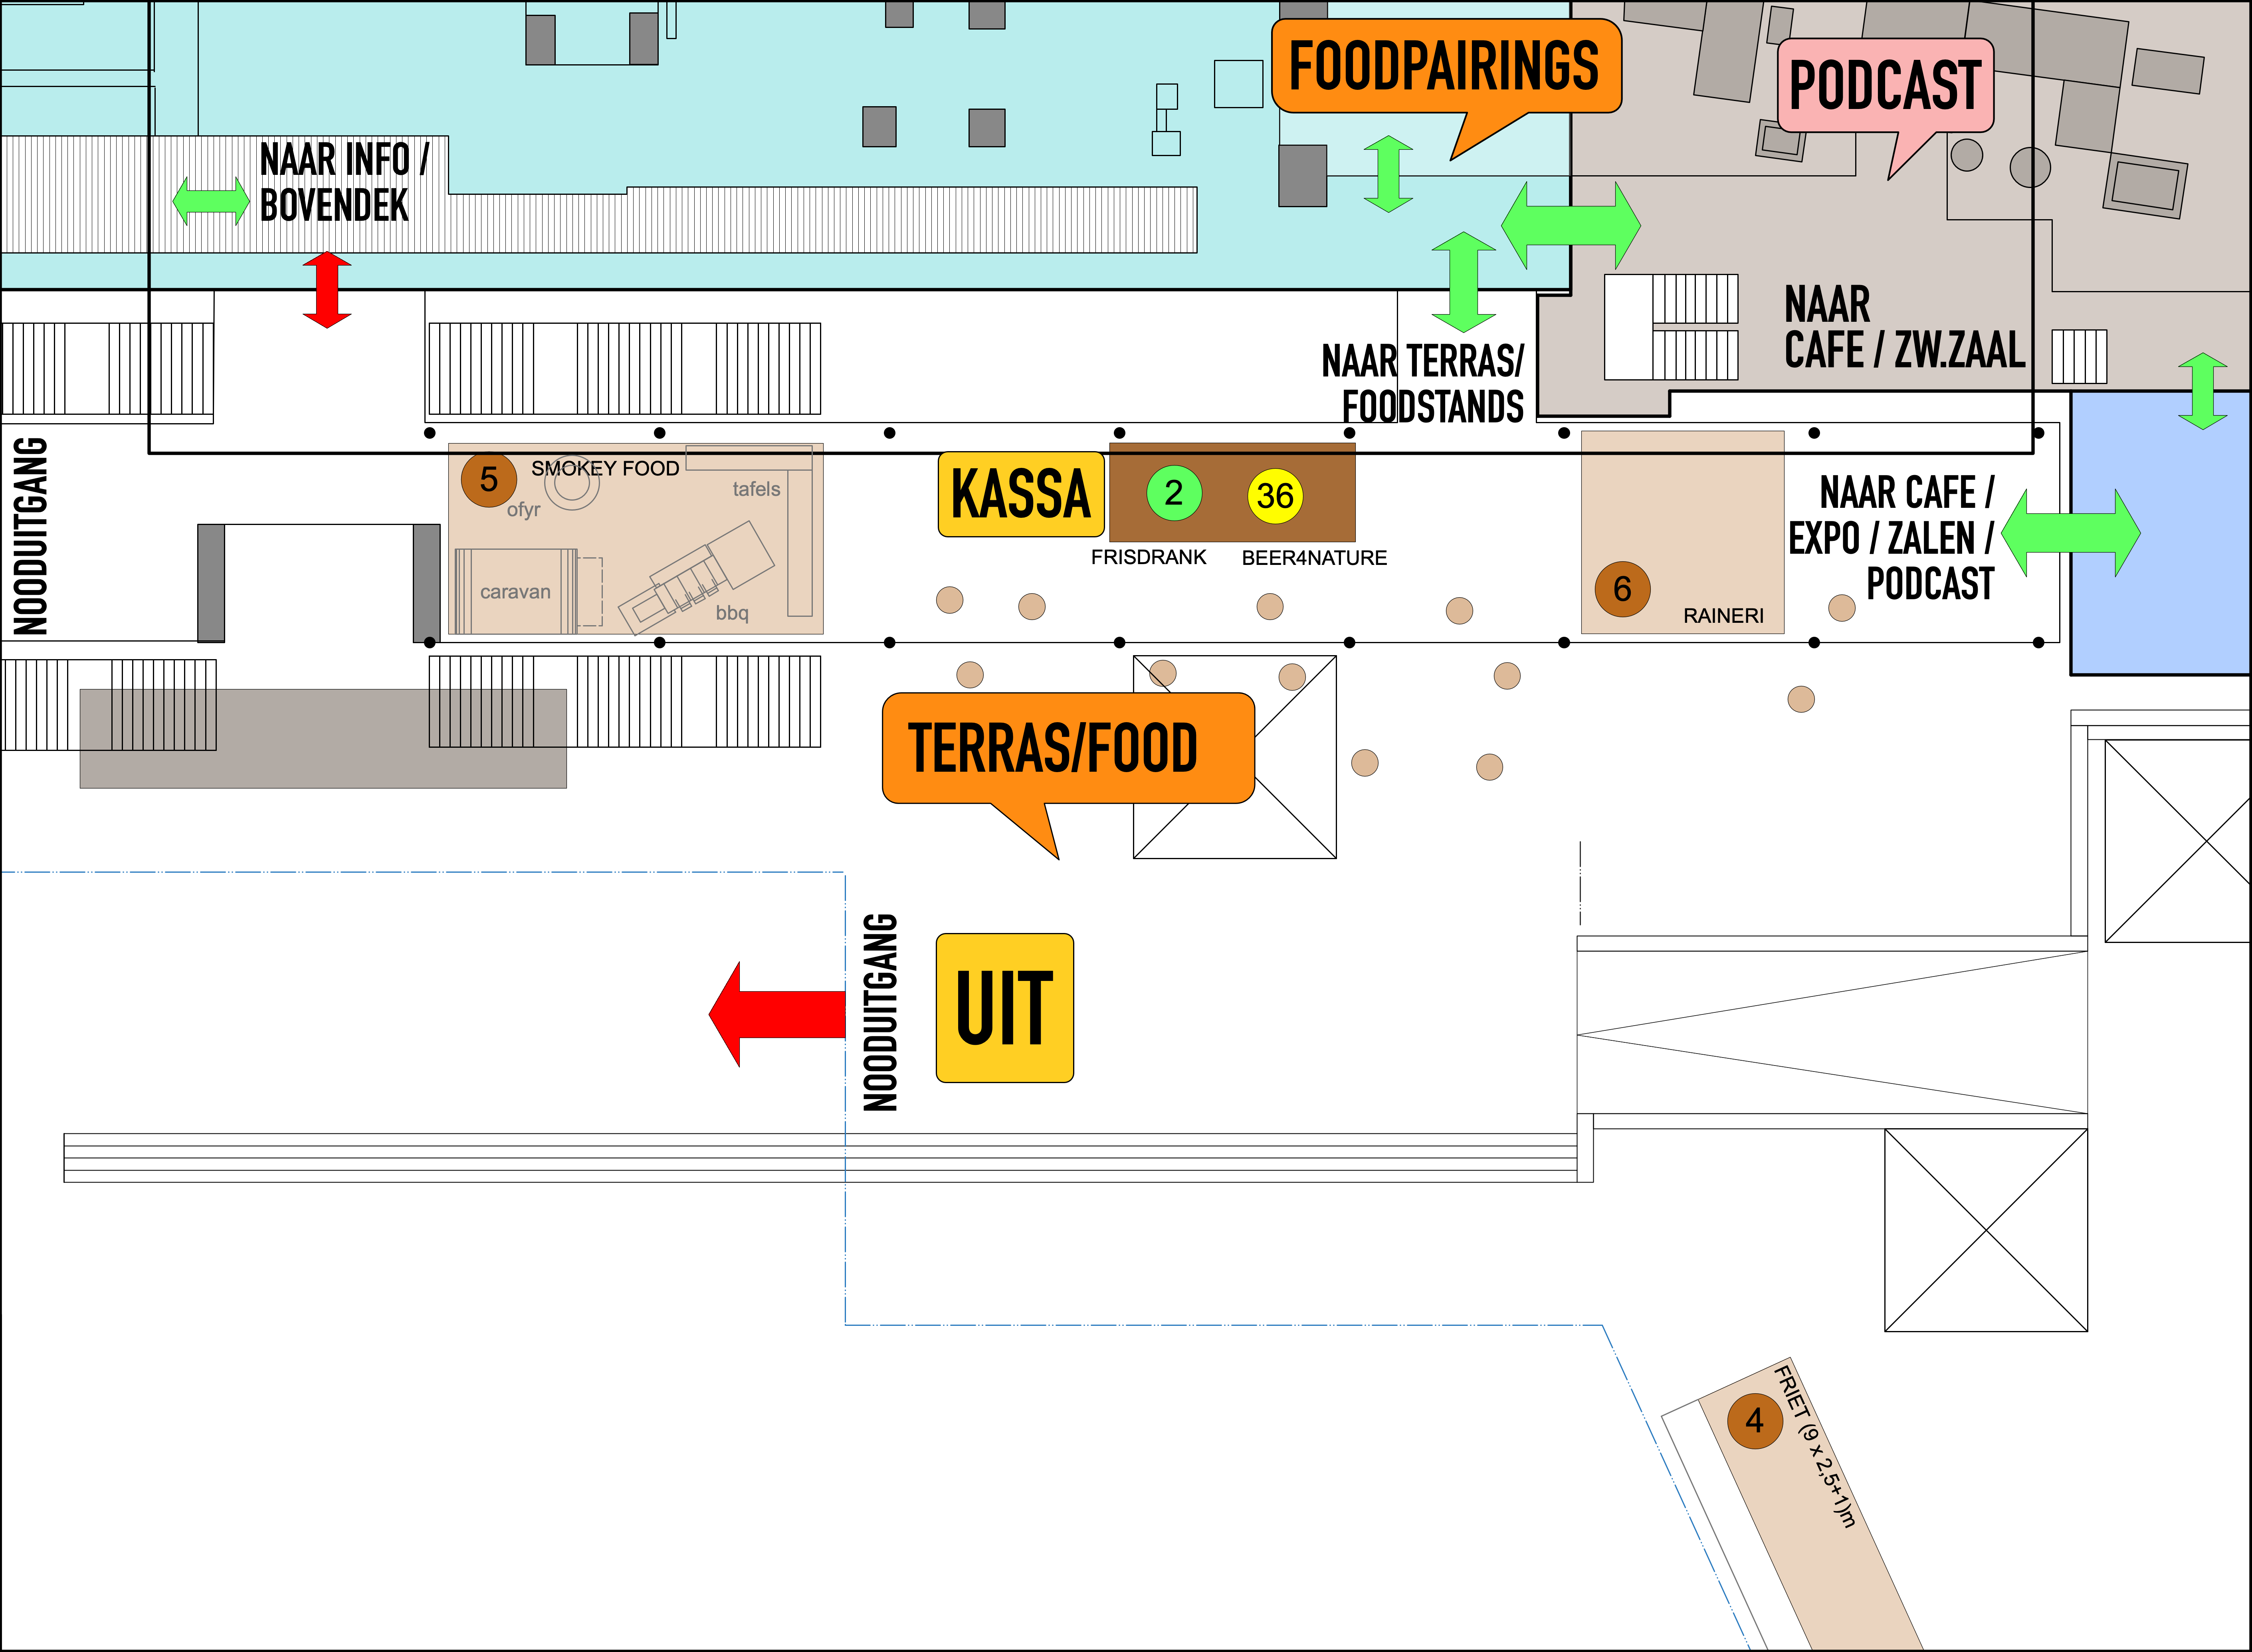 FOODPAIRINGS
PODCAST
NAAR INFO /
BOVENDEK
NAAR
CAFE / ZW.ZAAL
NAAR TERRAS/
FOODSTANDS
NOODUITGANG
5
SMOKEY FOOD
ofyr
tafels
caravan
bbq
KASSA
2
36
FRISDRANK
BEER4NATURE
6
RAINERI
NAAR CAFE /
EXPO / ZALEN /
PODCAST
TERRAS/FOOD
NOODUITGANG
UIT
4
FRIET (9 x 2,5+1)m